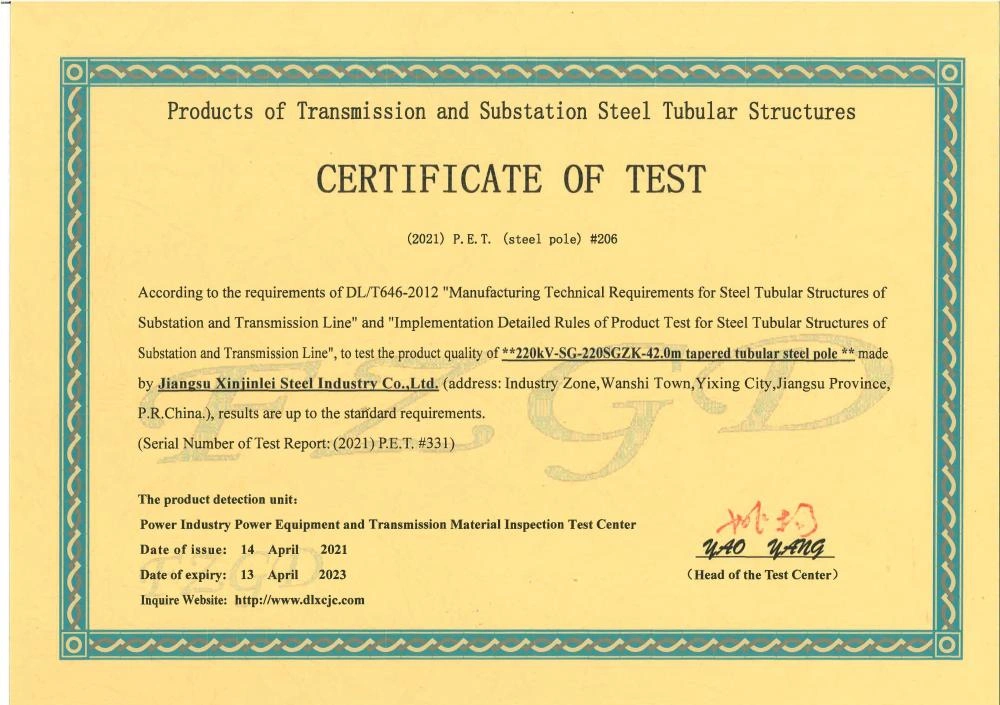 Products of Transmission and Substation Steel Tubular Structures
CERTIFICATE OF TEST
(2021) P.E.T. (steel pole) #206
According to the requirements of DL/T646-2012 "Manufacturing Technical Requirements for Steel Tubular Structures of
Substation and Transmission Line" and "Implementation Detailed Rules of Product Test for Steel Tubular Structures of
Substation and Transmission Line", to test the product quality of **220kV-SG-220SGZK-42.0m tapered tubular steel pole ** made
by Jiangsu Xinjinlei Steel Industry Co.,Ltd. (address: Industry Zone,Wanshi Town,Yixing City,Jiangsu Province,
P.R.China.), results are up to the standard requirements.
(Serial Number of Test Report: (2021) P.E.T. #331)
TZGD
The product detection unit:
Power Industry Power Equipment and Transmission Material Inspection Test Center
Date of issue: 14 April 2021
Date of expiry: 13 April 2023
Inquire Website: http://www.dlxcjc.com
TZGD
YAO YANG
(Head of the Test Center)